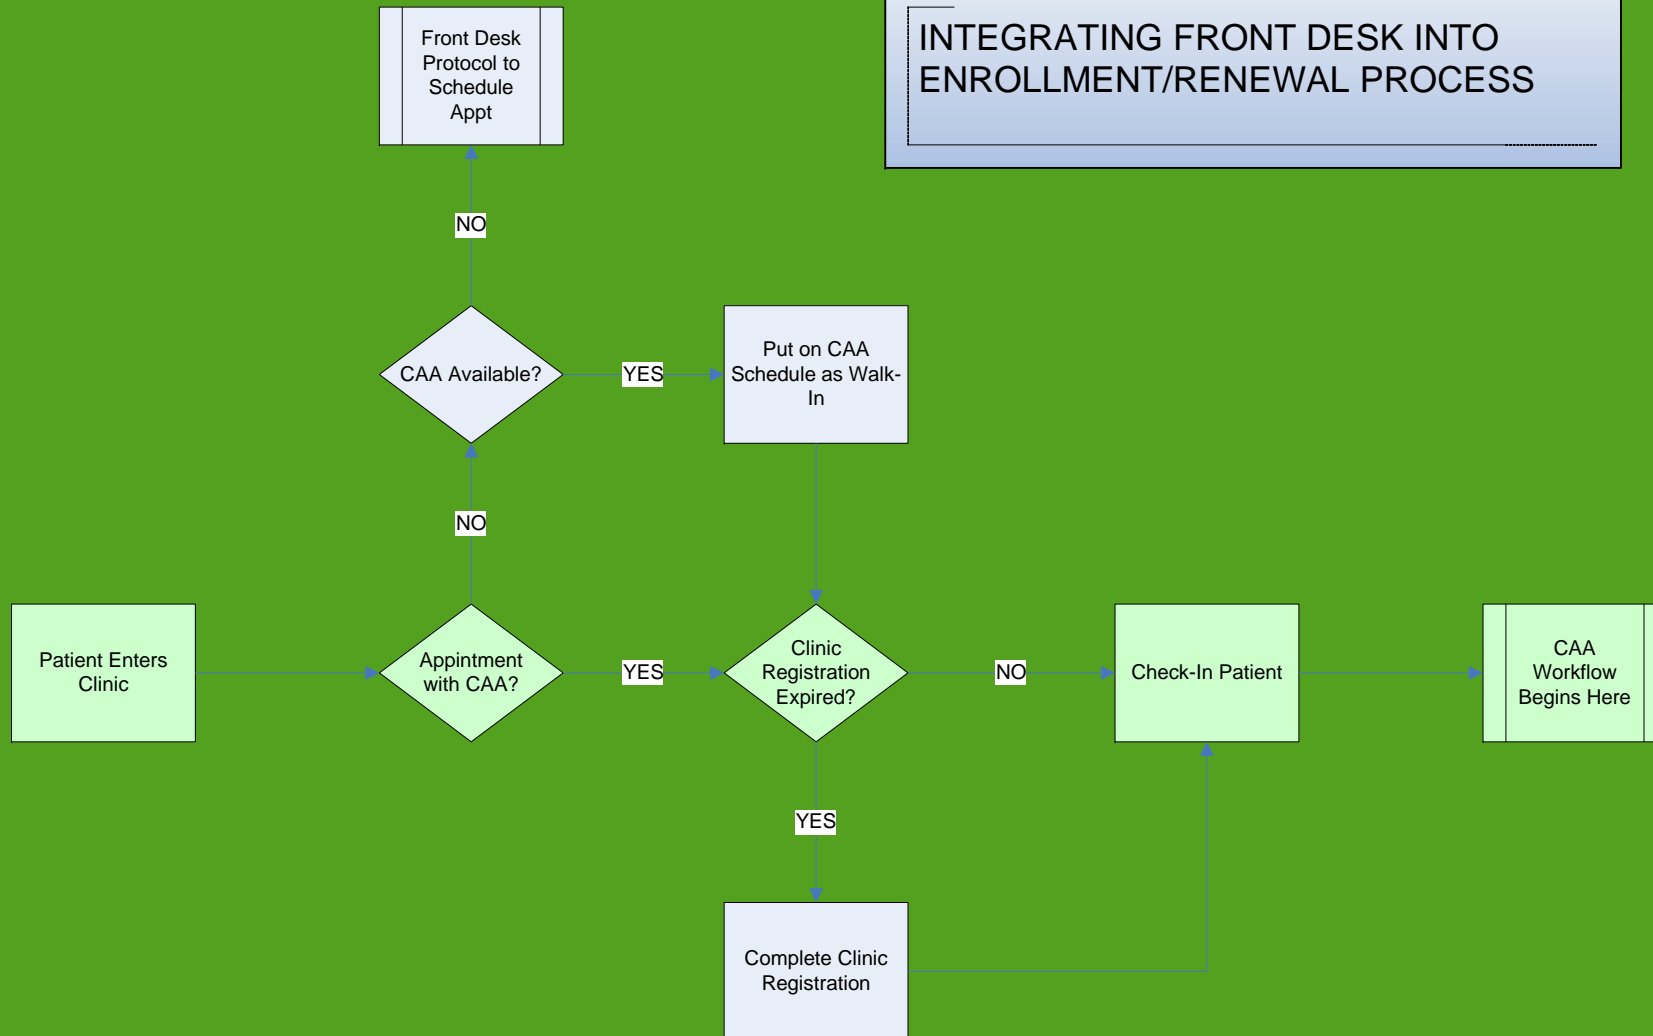 Front Desk
Protocol to
Schedule
Appt
INTEGRATING FRONT DESK INTO
ENROLLMENT/RENEWAL PROCESS
NO
CAA Available?
YES
Put on CAA
Schedule as Walk-
In
NO
Patient Enters
Clinic
Appintment
with CAA?
YES
Clinic
Registration
Expired?
NO
Check-In Patient
CAA
Workflow
Begins Here
YES
Complete Clinic
Registration